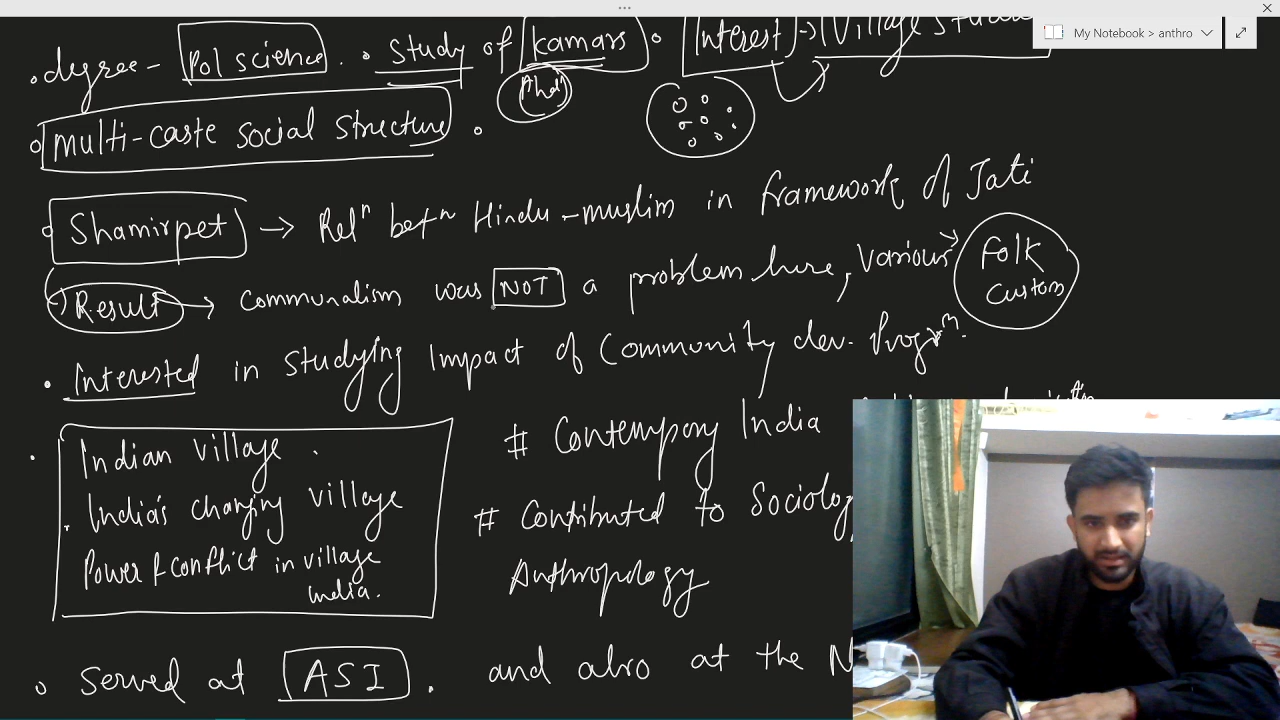 My Notebook > anthro
• degree - Pol science . • Study of kamars • Interest → Village
• multi-caste social structure •
Shamirpet → Relⁿ betⁿ Hindu-muslim in framework of Jati
Result → communalism was NOT a problem here, various → Folk custom
• Interested in studying impact of Community dev. Progrm.
• Indian village .
# Contempory India
. India's changing village
# Contributed to Sociology
Power & conflict in village india.
Anthropology
• Served at ASI . and also at the N